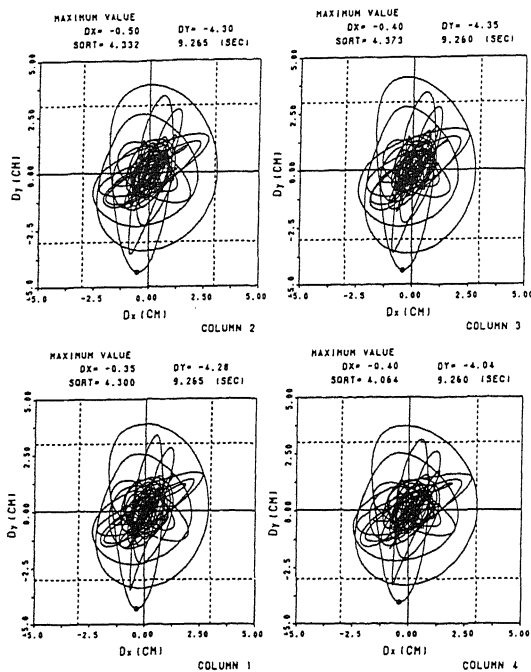 MAXIMUM VALUE
DX= -0.50 DY= -4.30
SQRT= 4.332 9.265 (SEC)
5.00
2.50
0.00
-2.5
-5.0
Dy (CM)
-5.0 -2.5 0.00 2.50 5.00
Dx (CM)
COLUMN 2
MAXIMUM VALUE
DX= -0.40 DY= -4.35
SQRT= 4.373 9.260 (SEC)
5.00
2.50
0.00
-2.5
-5.0
Dy (CM)
-5.0 -2.5 0.00 2.50 5.00
Dx (CM)
COLUMN 3
MAXIMUM VALUE
DX= -0.35 DY= -4.28
SQRT= 4.300 9.265 (SEC)
5.00
2.50
0.00
-2.5
-5.0
Dy (CM)
-5.0 -2.5 0.00 2.50 5.00
Dx (CM)
COLUMN 1
MAXIMUM VALUE
DX= -0.40 DY= -4.04
SQRT= 4.064 9.260 (SEC)
5.00
2.50
0.00
-2.5
-5.0
Dy (CM)
-5.0 -2.5 0.00 2.50 5.00
Dx (CM)
COLUMN 4